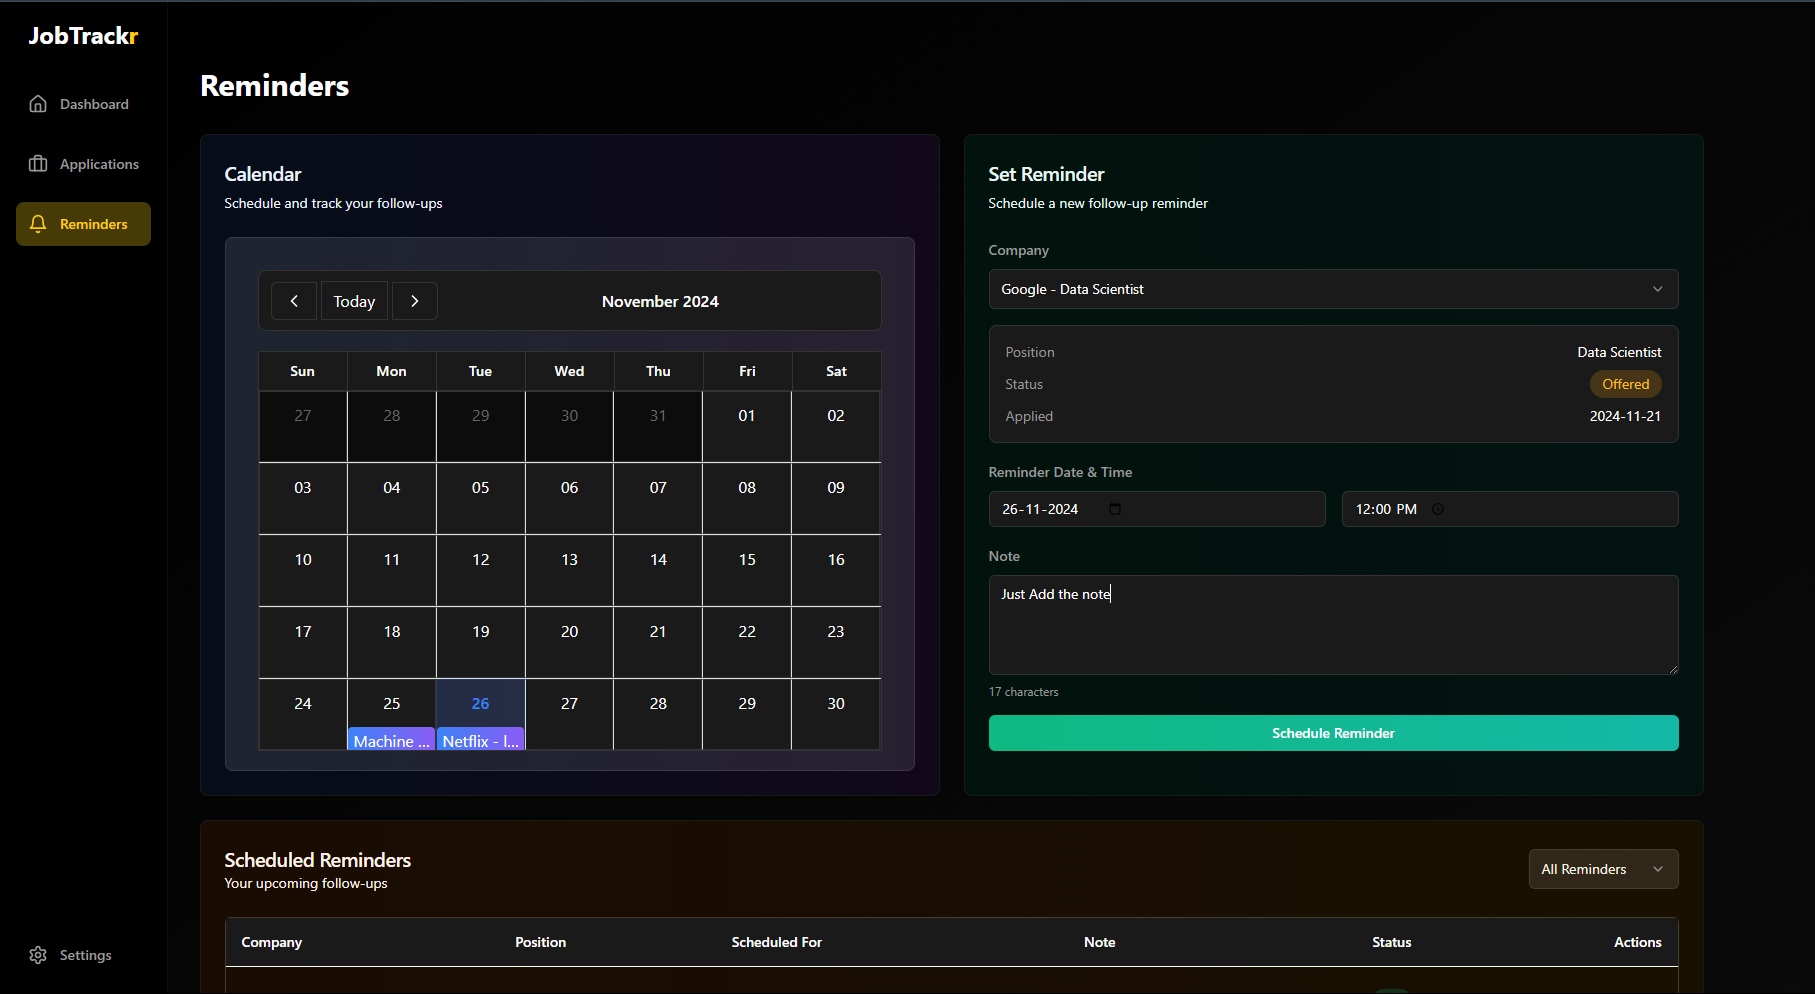 JobTrackr
Dashboard
Applications
Reminders
Settings
Reminders
Calendar
Schedule and track your follow-ups
Today
November 2024
Sun Mon Tue Wed Thu Fri Sat
27 28 29 30 31 01 02
03 04 05 06 07 08 09
10 11 12 13 14 15 16
17 18 19 20 21 22 23
24 25 26 27 28 29 30
Machine ... Netflix - I...
Set Reminder
Schedule a new follow-up reminder
Company
Google - Data Scientist
Position Data Scientist
Status Offered
Applied 2024-11-21
Reminder Date & Time
26-11-2024 12:00 PM
Note
Just Add the note
17 characters
Schedule Reminder
Scheduled Reminders
Your upcoming follow-ups
All Reminders
Company Position Scheduled For Note Status Actions